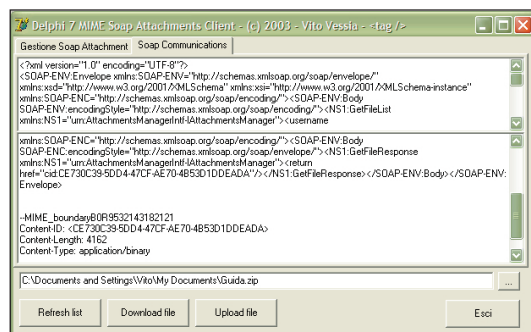 Delphi 7 MIME Soap Attachments Client - (c) 2003 - Vito Vessia - <tag />
Gestione Soap Attachment Soap Communications
<?xml version="1.0" encoding="UTF-8"?>
<SOAP-ENV:Envelope xmlns:SOAP-ENV="http://schemas.xmlsoap.org/soap/envelope/"
xmlns:xsd="http://www.w3.org/2001/XMLSchema" xmlns:xsi="http://www.w3.org/2001/XMLSchema-instance"
xmlns:SOAP-ENC="http://schemas.xmlsoap.org/soap/encoding/"><SOAP-ENV:Body
SOAP-ENV:encodingStyle="http://schemas.xmlsoap.org/soap/encoding/"><NS1:GetFileList
xmlns:NS1="urn:AttachmentsManagerIntf-IAttachmentsManager"><username
xmlns:SOAP-ENC="http://schemas.xmlsoap.org/soap/encoding/"><SOAP-ENV:Body
SOAP-ENC:encodingStyle="http://schemas.xmlsoap.org/soap/envelope/"><NS1:GetFileResponse
xmlns:NS1="urn:AttachmentsManagerIntf-IAttachmentsManager"><return
href="cid:CE730C39-5DD4-47CF-AE70-4B53D1DDEADA"/></NS1:GetFileResponse></SOAP-ENV:Body></SOAP-ENV:
Envelope>
--MIME_boundaryB0R9532143182121
Content-ID: <CE730C39-5DD4-47CF-AE70-4B53D1DDEADA>
Content-Length: 4162
Content-Type: application/binary
C:\Documents and Settings\Vito\My Documents\Guida.zip ...
Refresh list Download file Upload file Esci